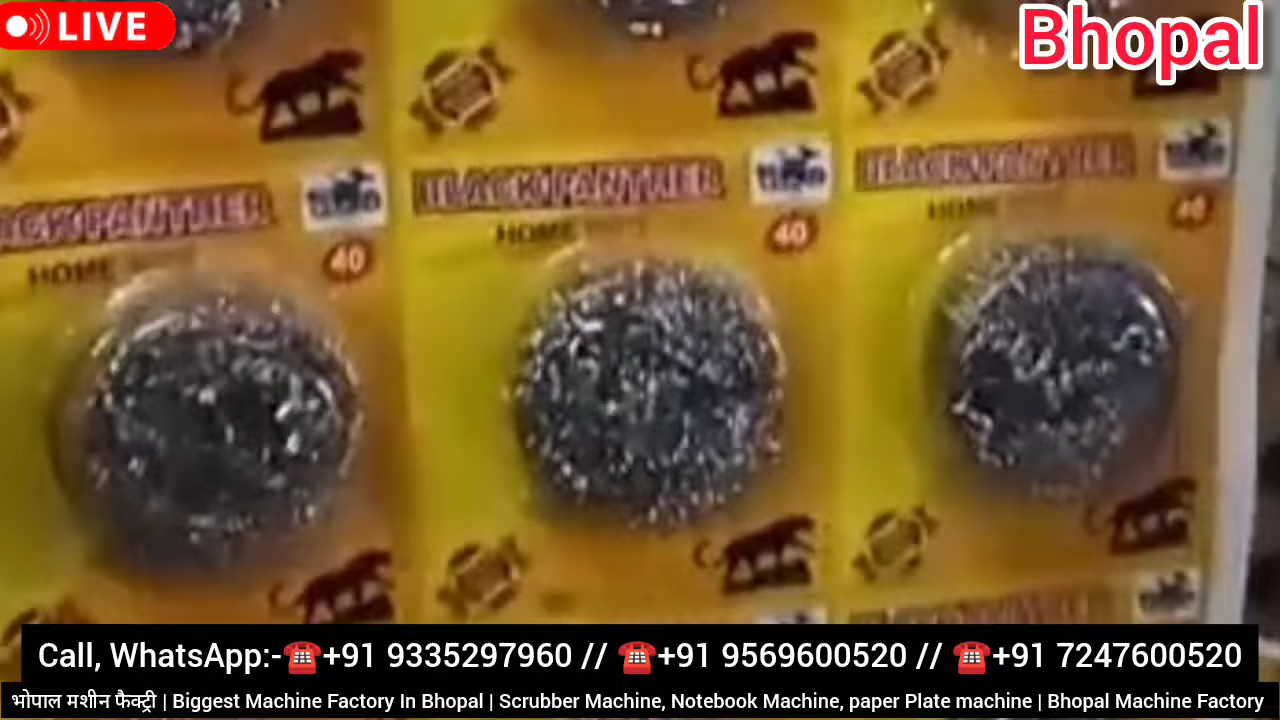 LIVE
Bhopal
BLACK PANTHER
BLACK PANTHER
BLACK PANTHER
HOME
HOME
HOME
40
40
40
Call, WhatsApp:-☎️+91 9335297960 // ☎️+91 9569600520 // ☎️+91 7247600520
भोपाल मशीन फैक्ट्री | Biggest Machine Factory In Bhopal | Scrubber Machine, Notebook Machine, paper Plate machine | Bhopal Machine Factory